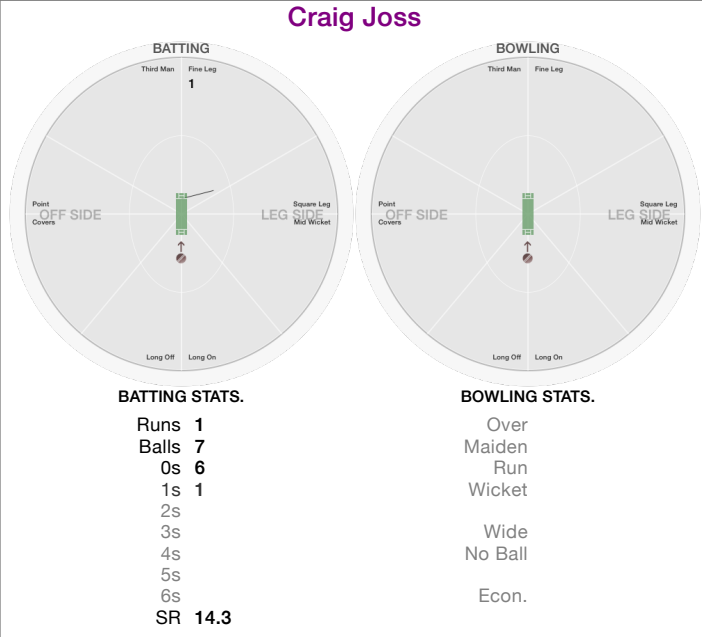 Craig Joss
BATTING
Third Man Fine Leg
1
Point
OFF SIDE
Covers
Square Leg
LEG SIDE
Mid Wicket
Long Off Long On
BATTING STATS.
Runs 1
Balls 7
0s 6
1s 1
2s
3s
4s
5s
6s
SR 14.3
BOWLING
Third Man Fine Leg
Point
OFF SIDE
Covers
Square Leg
LEG SIDE
Mid Wicket
Long Off Long On
BOWLING STATS.
Over
Maiden
Run
Wicket
Wide
No Ball
Econ.